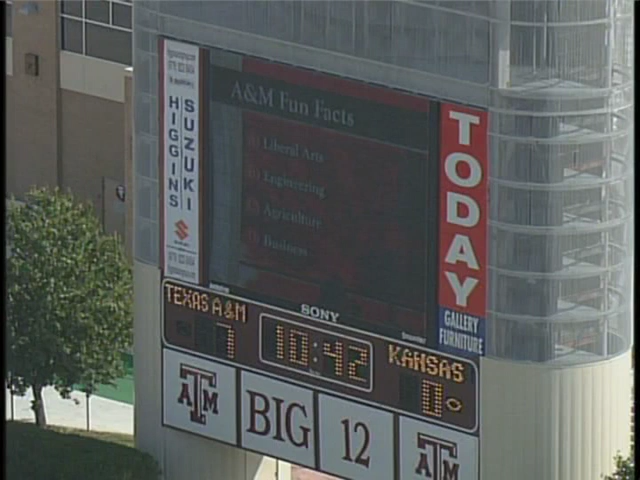 A&M Fun Facts
Liberal Arts
Engineering
Agriculture
Business
HIGGINS
SUZUKI
TODAY
GALLERY
FURNITURE
SONY
TEXAS A&M
7
10:42
KANSAS
0
ATM
BIG
12
ATM